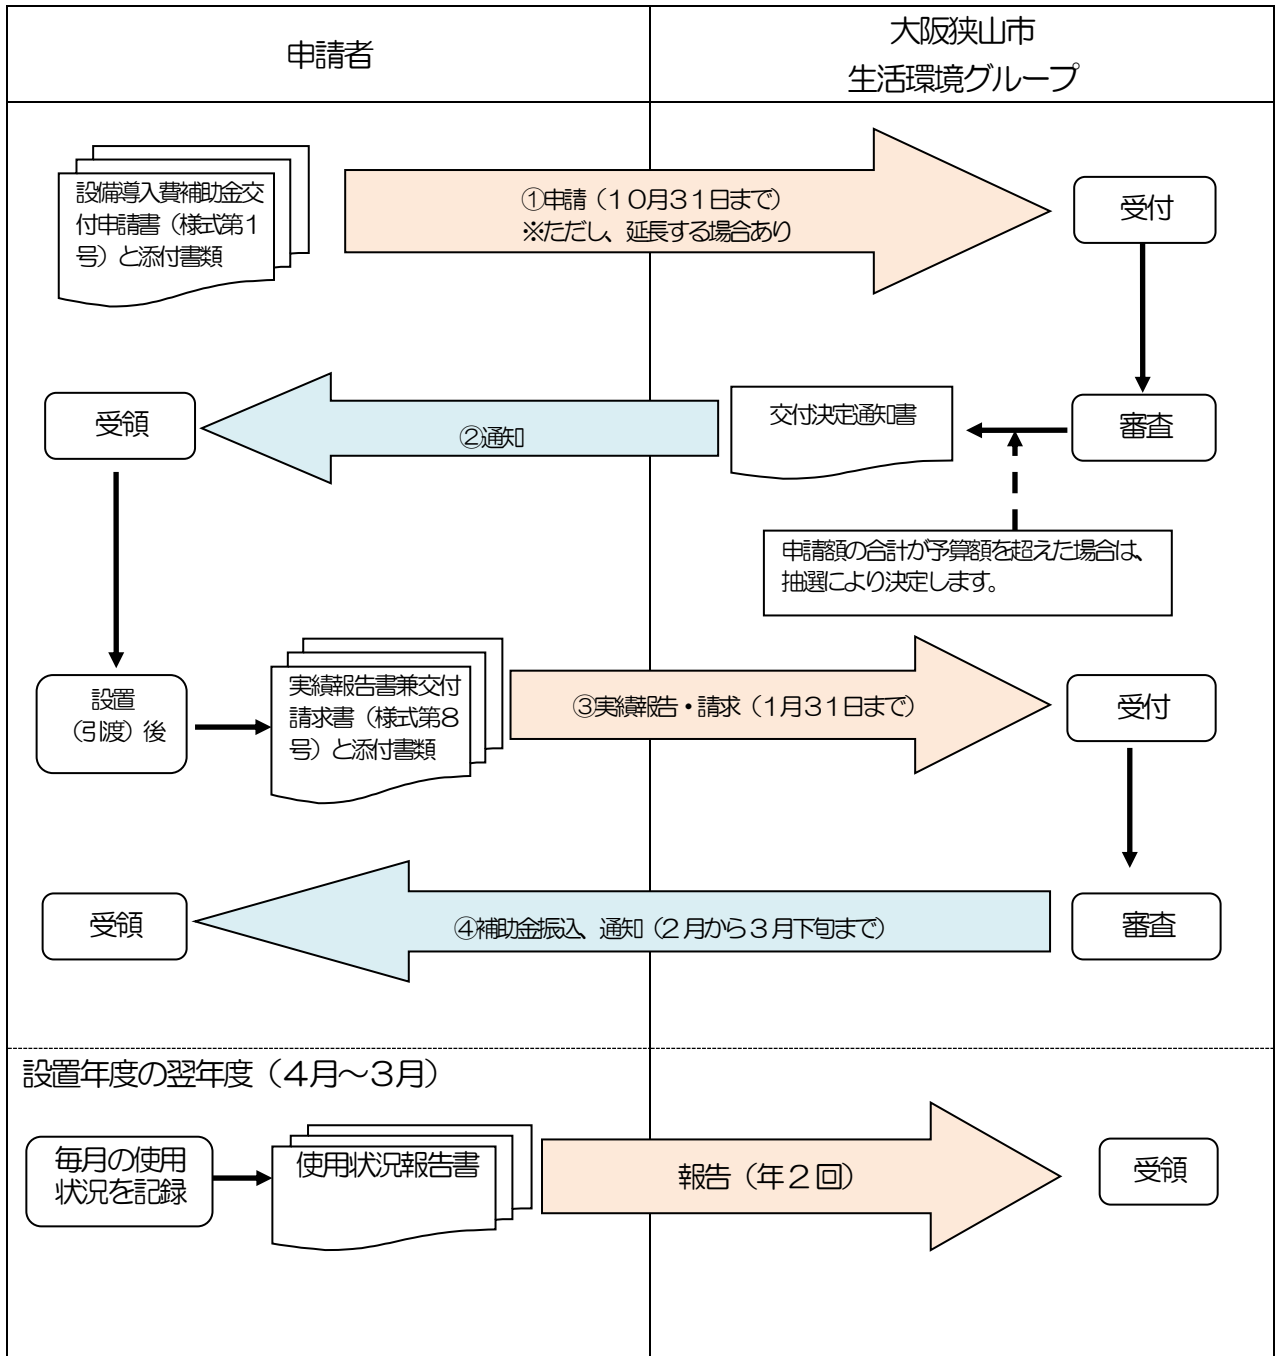 申請者
大阪狭山市
生活環境グループ
設備導入費補助金交
付申請書（様式第1
号）と添付書類
①申請（10月31日まで）
※ただし、延長する場合あり
受付
受領
②通知
交付決定通知書
審査
申請額の合計が予算額を超えた場合は、
抽選により決定します。
設置
（引渡）後
実績報告書兼交付
請求書（様式第8
号）と添付書類
③実績報告・請求（1月31日まで）
受付
受領
④補助金振込、通知（2月から3月下旬まで）
審査
設置年度の翌年度（4月～3月）
毎月の使用
状況を記録
使用状況報告書
報告（年2回）
受領